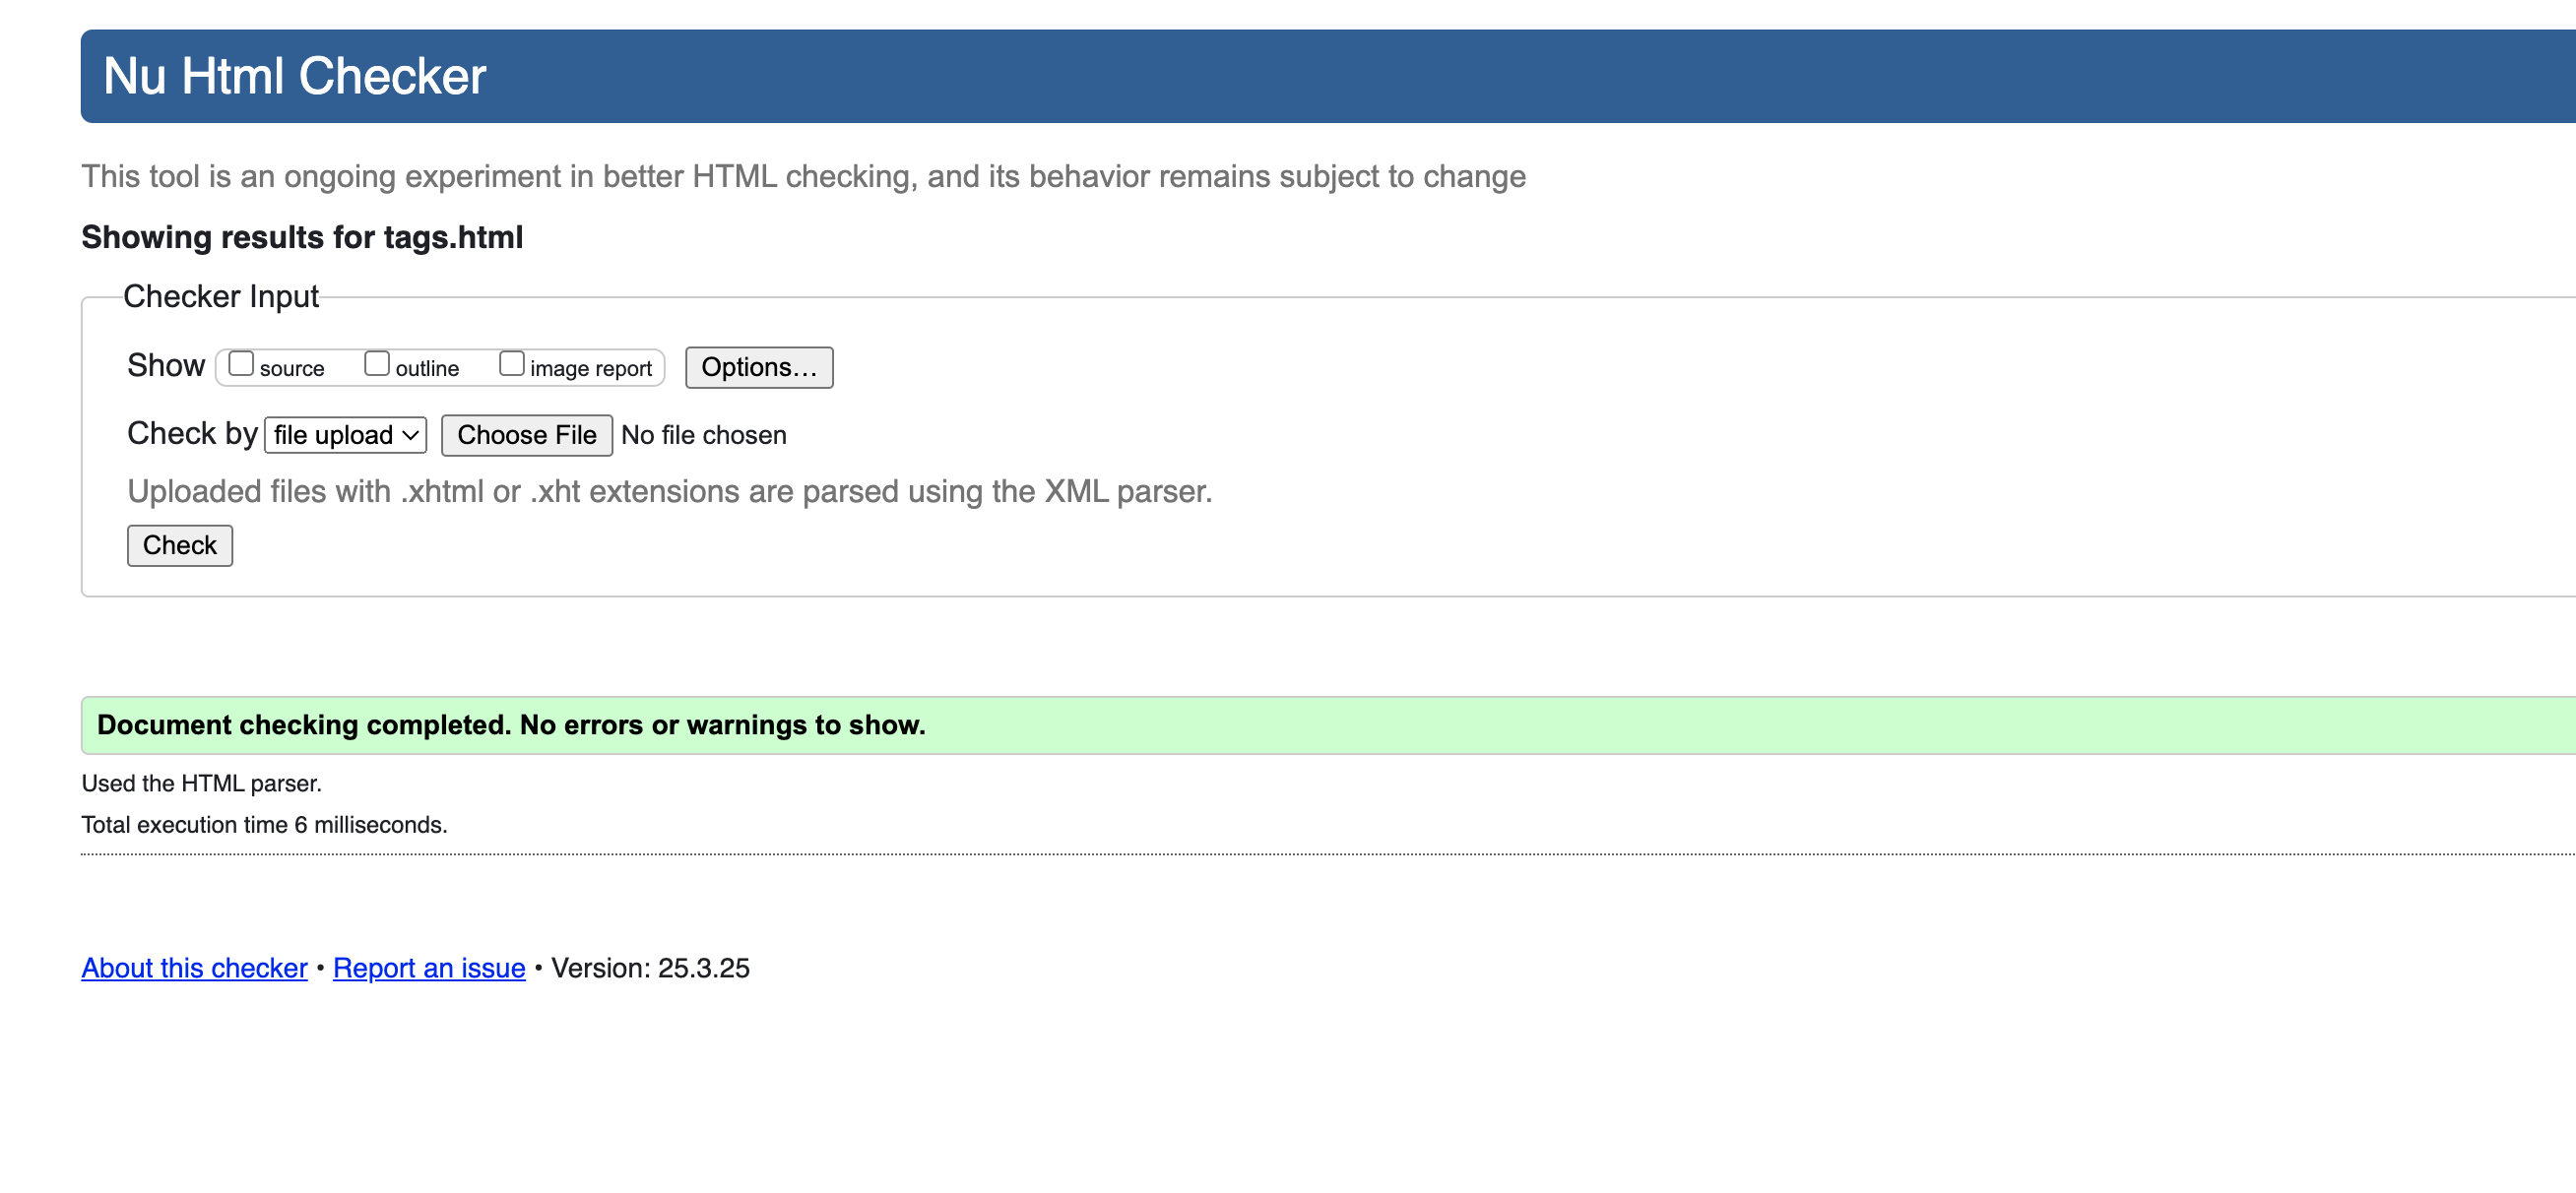 Nu Html Checker
This tool is an ongoing experiment in better HTML checking, and its behavior remains subject to change
Showing results for tags.html
Checker Input
Show source outline image report Options…
Check by file upload Choose File No file chosen
Uploaded files with .xhtml or .xht extensions are parsed using the XML parser.
Check
Document checking completed. No errors or warnings to show.
Used the HTML parser.
Total execution time 6 milliseconds.
About this checker • Report an issue • Version: 25.3.25